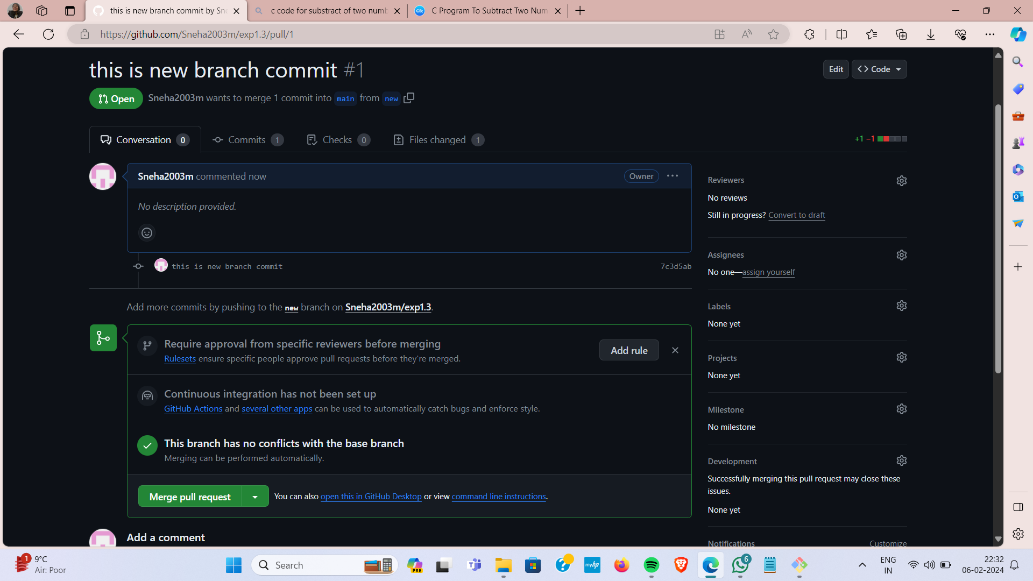 this is new branch commit by Sne
c code for substract of two numb
C Program To Subtract Two Num
https://github.com/Sneha2003m/exp1.3/pull/1
this is new branch commit #1
Edit
<> Code
Open
Sneha2003m wants to merge 1 commit into main from new
Conversation 0
Commits 1
Checks 0
Files changed 1
+1 −1
Sneha2003m commented now
Owner
No description provided.
this is new branch commit
7c3d5ab
Add more commits by pushing to the new branch on Sneha2003m/exp1.3.
Require approval from specific reviewers before merging
Rulesets ensure specific people approve pull requests before they're merged.
Add rule
Continuous integration has not been set up
GitHub Actions and several other apps can be used to automatically catch bugs and enforce style.
This branch has no conflicts with the base branch
Merging can be performed automatically.
Merge pull request
You can also open this in GitHub Desktop or view command line instructions.
Add a comment
Reviewers
No reviews
Still in progress? Convert to draft
Assignees
No one—assign yourself
Labels
None yet
Projects
None yet
Milestone
No milestone
Development
Successfully merging this pull request may close these
issues.
None yet
Notifications
Customize
1
9°C
Air: Poor
Search
PRE
6
ENG
IN
22:32
06-02-2024